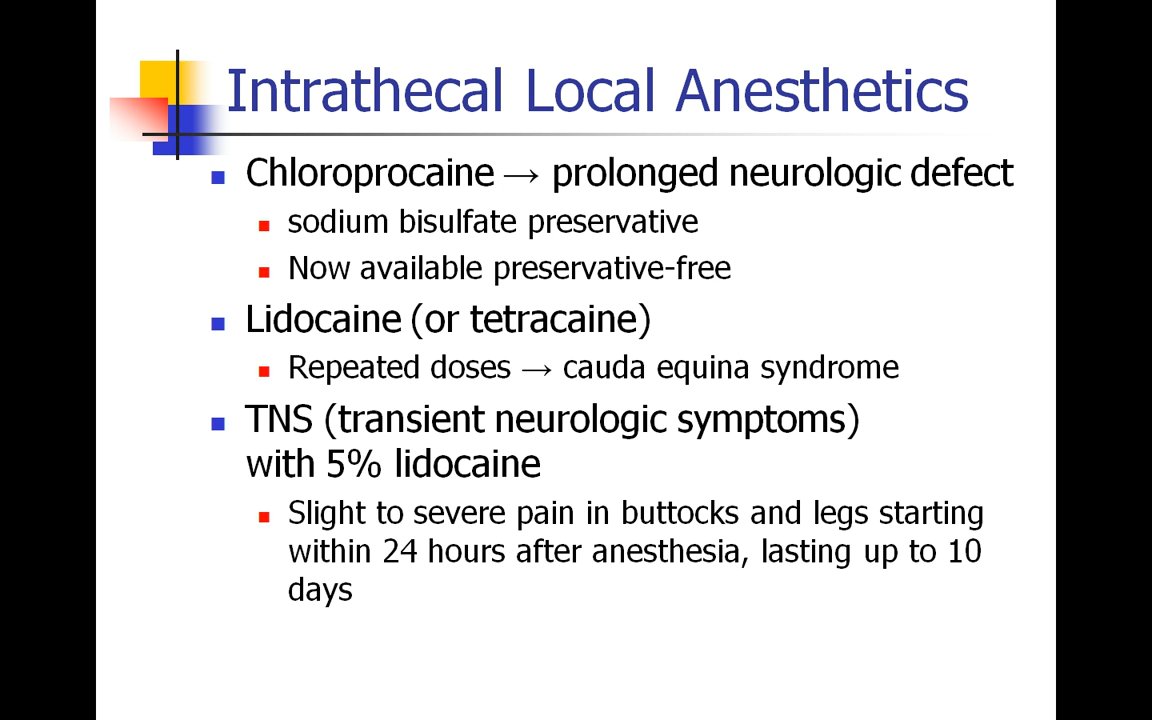 Intrathecal Local Anesthetics
Chloroprocaine → prolonged neurologic defect
sodium bisulfate preservative
Now available preservative-free
Lidocaine (or tetracaine)
Repeated doses → cauda equina syndrome
TNS (transient neurologic symptoms)
with 5% lidocaine
Slight to severe pain in buttocks and legs starting
within 24 hours after anesthesia, lasting up to 10
days